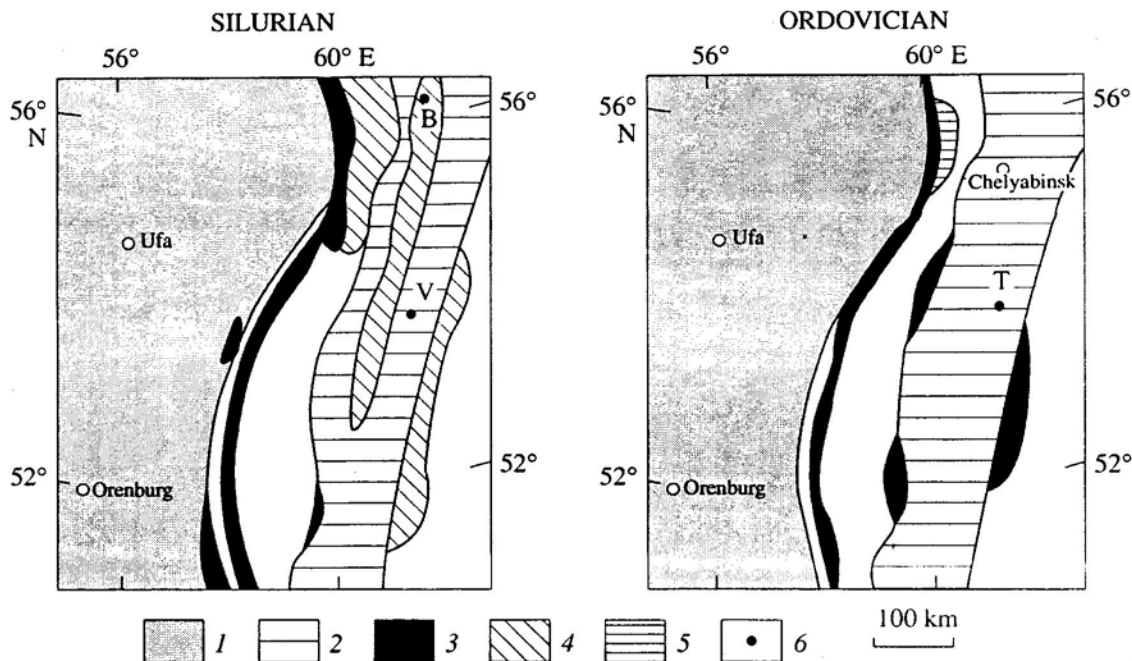 SILURIAN
ORDOVICIAN
56°
60° E
56°
60° E
56°
N
56°
56°
N
56°
B
Chelyabinsk
Ufa
Ufa
V
T
52°
52°
52°
Orenburg
Orenburg
1
2
3
4
5
6
100 km